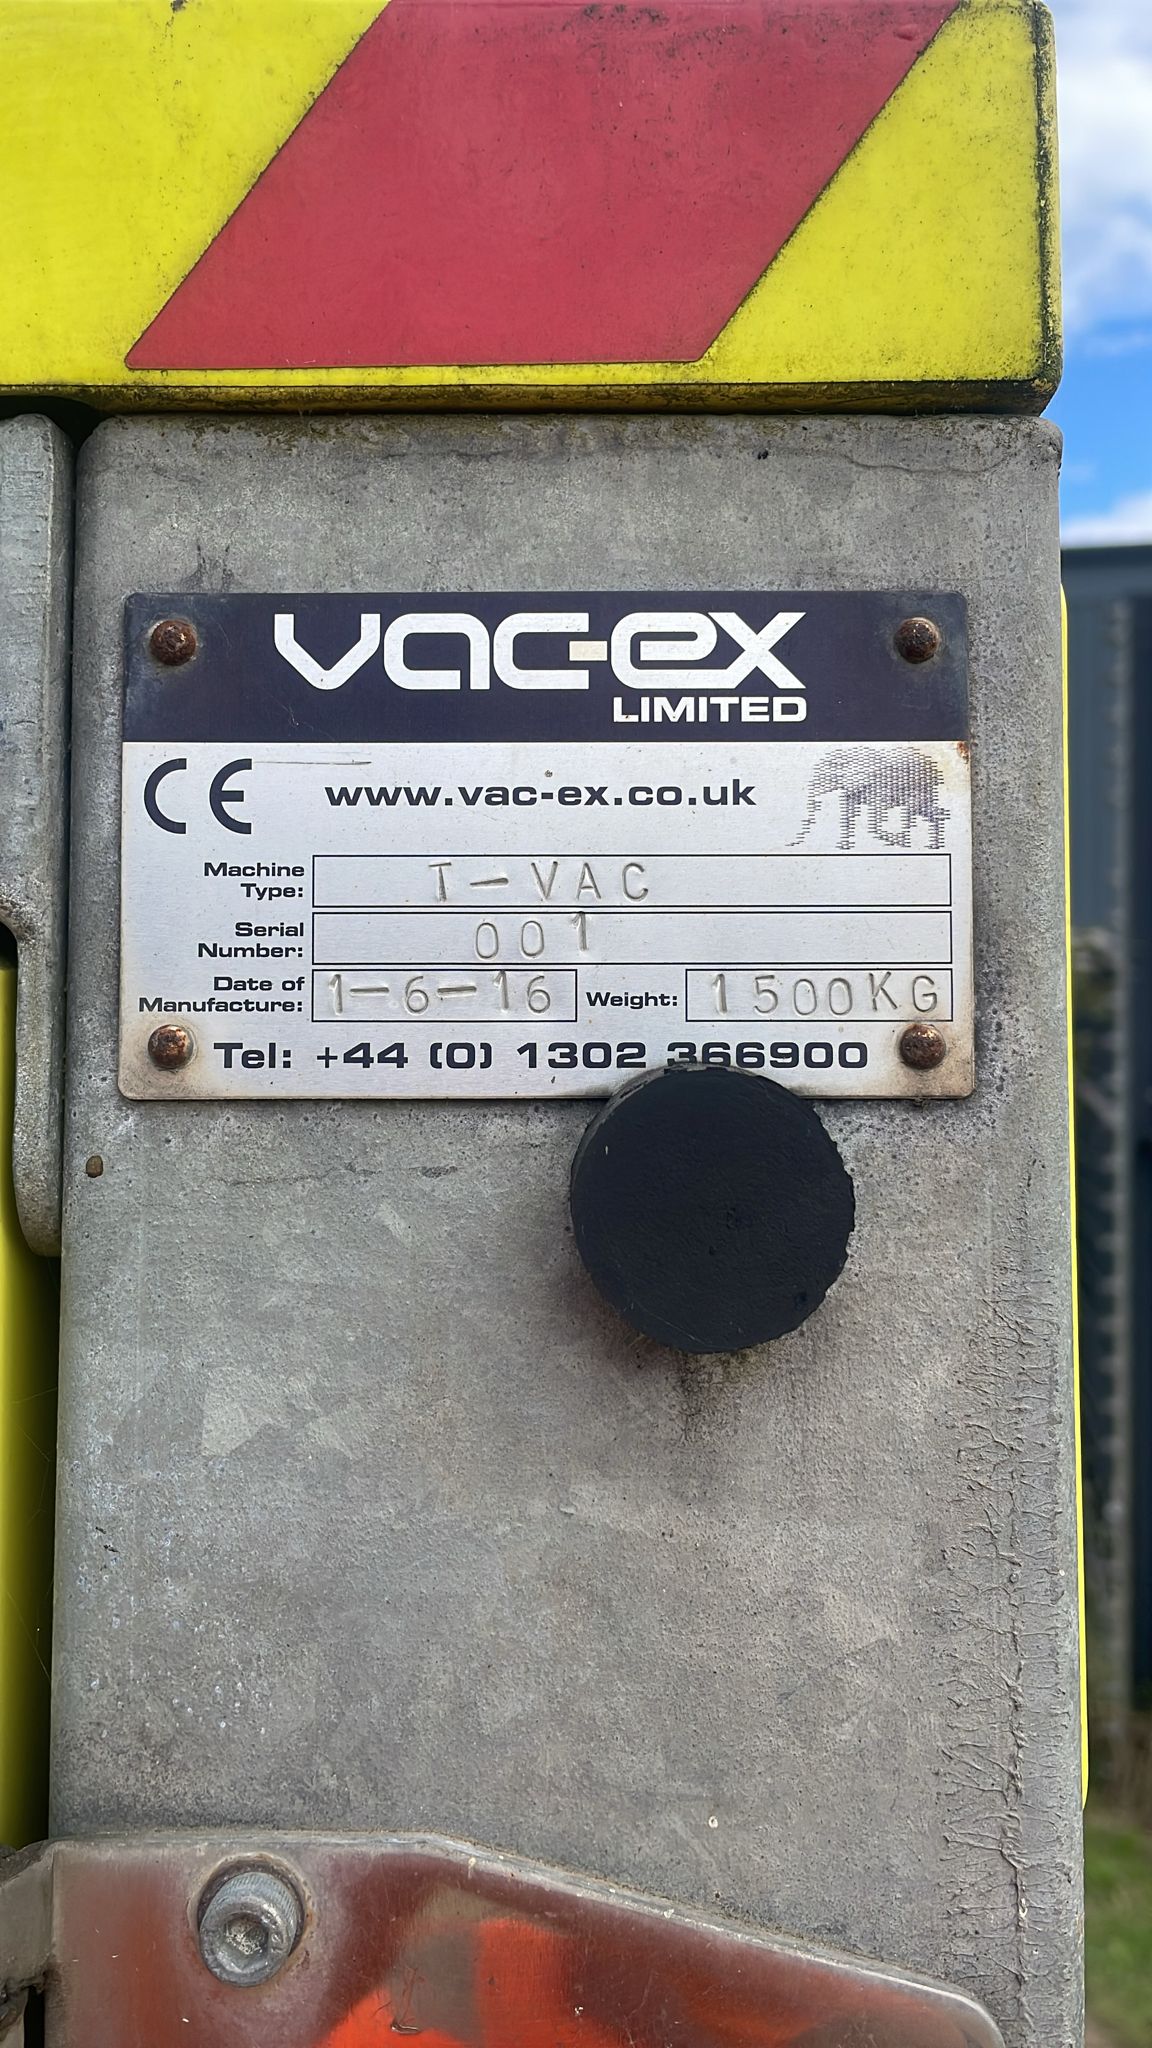 vac-ex
LIMITED
CE www.vac-ex.co.uk
Machine Type: T-VAC
Serial Number: 001
Date of Manufacture: 1-6-16 Weight: 1500KG
Tel: +44 (0) 1302 366900